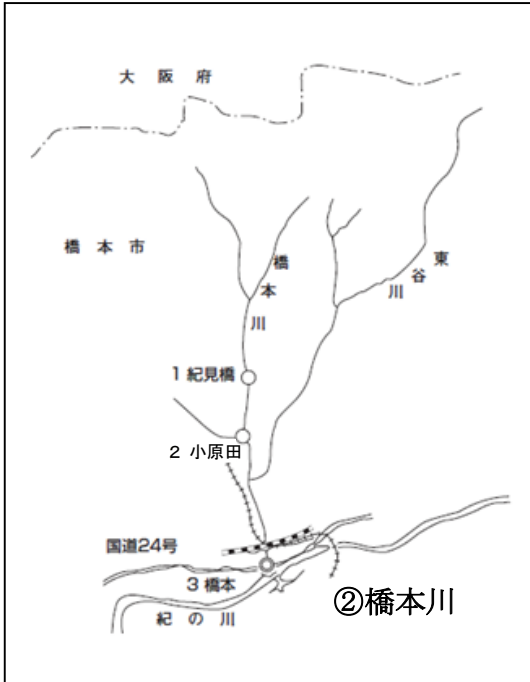 大阪府
橋本市
橋本川
東谷川
1 紀見橋
2 小原田
国道24号
3 橋本
②橋本川
紀の川